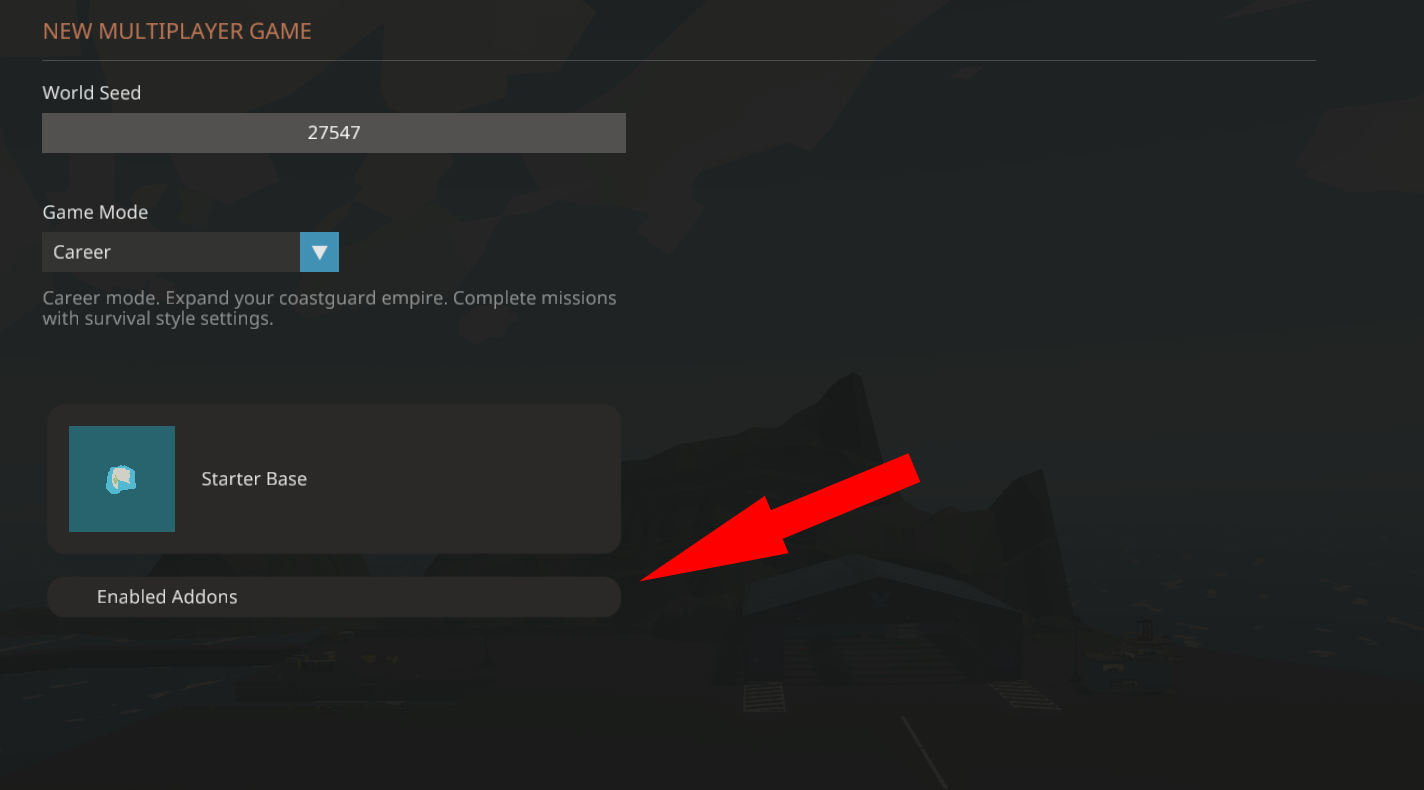 NEW MULTIPLAYER GAME
World Seed
27547
Game Mode
Career
Career mode. Expand your coastguard empire. Complete missions
with survival style settings.
Starter Base
Enabled Addons